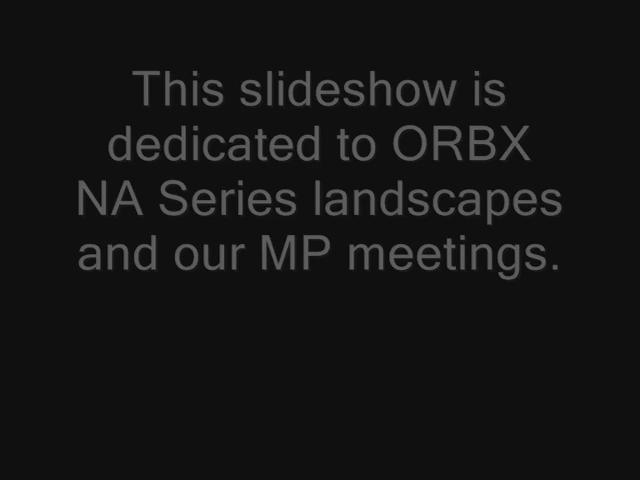 This slideshow is
dedicated to ORBX
NA Series landscapes
and our MP meetings.